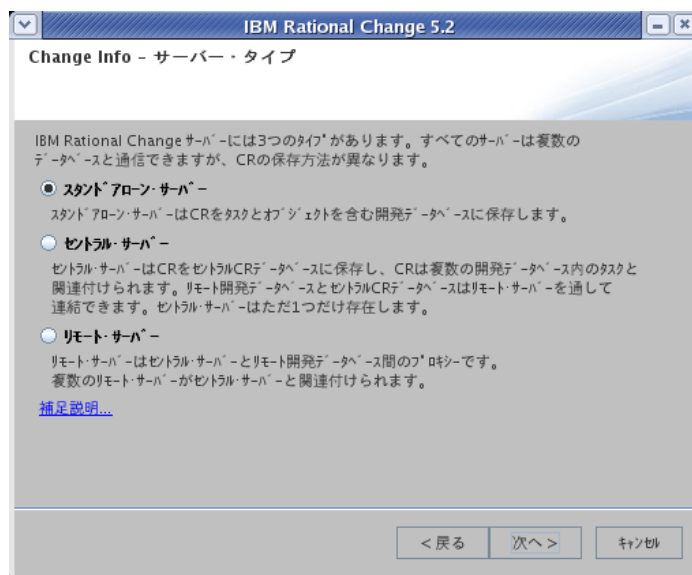 IBM Rational Change 5.2
Change Info - サーバー・タイプ
IBM Rational Change ｻｰﾊﾞｰには3つのﾀｲﾌﾟがあります。すべてのｻｰﾊﾞｰは複数の
ﾃﾞｰﾀﾍﾞｰｽと通信できますが、CRの保存方法が異なります。
ｽﾀﾝﾄﾞｱﾛｰﾝ･ｻｰﾊﾞｰ
ｽﾀﾝﾄﾞｱﾛｰﾝ･ｻｰﾊﾞｰはCRをﾀｽｸとｵﾌﾞｼﾞｪｸﾄを含む開発ﾃﾞｰﾀﾍﾞｰｽに保存します。
ｾﾝﾄﾗﾙ･ｻｰﾊﾞｰ
ｾﾝﾄﾗﾙ･ｻｰﾊﾞｰはCRをｾﾝﾄﾗﾙCRﾃﾞｰﾀﾍﾞｰｽに保存し、CRは複数の開発ﾃﾞｰﾀﾍﾞｰｽ内のﾀｽｸと
関連付けられます。ﾘﾓｰﾄ開発ﾃﾞｰﾀﾍﾞｰｽとｾﾝﾄﾗﾙCRﾃﾞｰﾀﾍﾞｰｽはﾘﾓｰﾄ･ｻｰﾊﾞｰを通して
連結できます。ｾﾝﾄﾗﾙ･ｻｰﾊﾞｰはただ1つだけ存在します。
ﾘﾓｰﾄ･ｻｰﾊﾞｰ
ﾘﾓｰﾄ･ｻｰﾊﾞｰはｾﾝﾄﾗﾙ･ｻｰﾊﾞｰとﾘﾓｰﾄ開発ﾃﾞｰﾀﾍﾞｰｽ間のﾌﾟﾛｷｼｰです。
複数のﾘﾓｰﾄ･ｻｰﾊﾞｰがｾﾝﾄﾗﾙ･ｻｰﾊﾞｰと関連付けられます。
補足説明...
< 戻る 次へ > ｷｬﾝｾﾙ